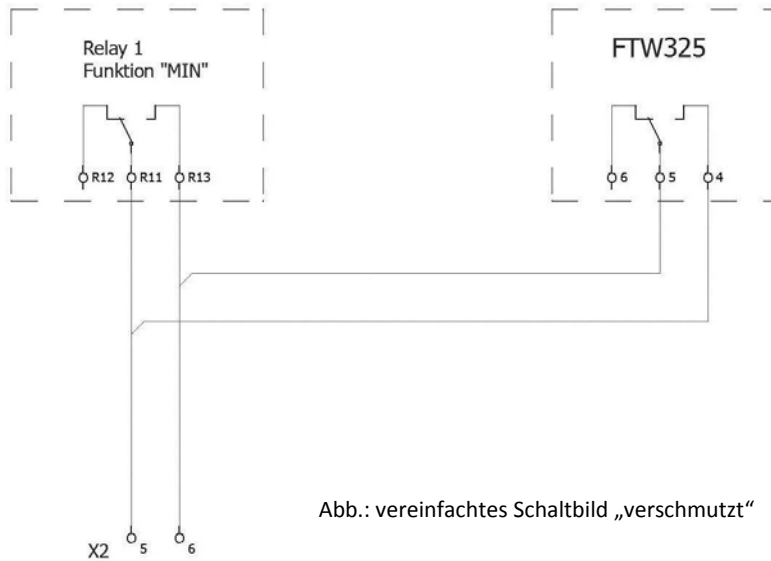 Relay 1
Funktion "MIN"
R12 R11 R13
FTW325
6 5 4
Abb.: vereinfachtes Schaltbild „verschmutzt“
X2 5 6